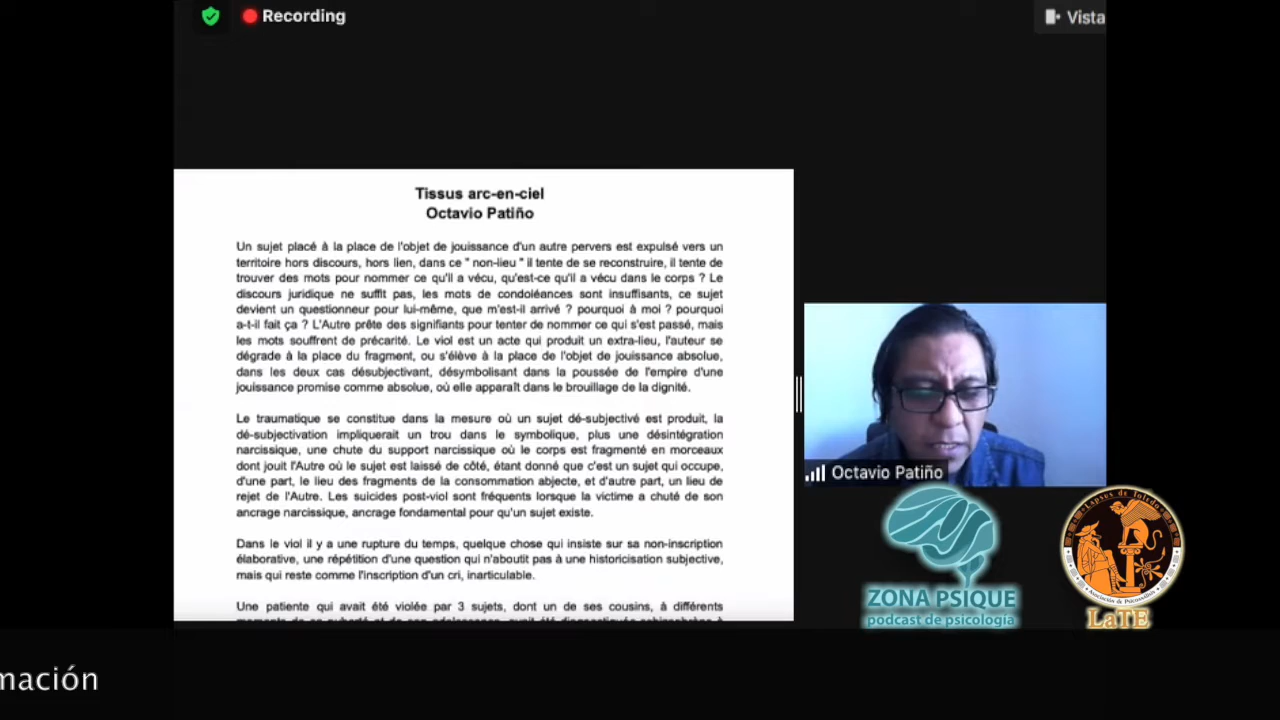 Recording
Vista
Tissus arc-en-ciel
Octavio Patiño
Un sujet placé à la place de l'objet de jouissance d'un autre pervers est expulsé vers un
territoire hors discours, hors lien, dans ce " non-lieu " il tente de se reconstruire, il tente de
trouver des mots pour nommer ce qu'il a vécu, qu'est-ce qu'il a vécu dans le corps ? Le
discours juridique ne suffit pas, les mots de condoléances sont insuffisants, ce sujet
devient un questionneur pour lui-même, que m'est-il arrivé ? pourquoi à moi ? pourquoi
a-t-il fait ça ? L'Autre prête des signifiants pour tenter de nommer ce qui s'est passé, mais
les mots souffrent de précarité. Le viol est un acte qui produit un extra-lieu, l'auteur se
dégrade à la place du fragment, ou s'élève à la place de l'objet de jouissance absolue,
dans les deux cas désubjectivant, désymbolisant dans la poussée de l'empire d'une
jouissance promise comme absolue, où elle apparaît dans le brouillage de la dignité.
Le traumatique se constitue dans la mesure où un sujet dé-subjectivé est produit, la
dé-subjectivation impliquerait un trou dans le symbolique, plus une désintégration
narcissique, une chute du support narcissique où le corps est fragmenté en morceaux
dont jouit l'Autre où le sujet est laissé de côté, étant donné que c'est un sujet qui occupe,
d'une part, le lieu des fragments de la consommation abjecte, et d'autre part, un lieu de
rejet de l'Autre. Les suicides post-viol sont fréquents lorsque la victime a chuté de son
ancrage narcissique, ancrage fondamental pour qu'un sujet existe.
Dans le viol il y a une rupture du temps, quelque chose qui insiste sur sa non-inscription
élaborative, une répétition d'une question qui n'aboutit pas à une historicisation subjective,
mais qui reste comme l'inscription d'un cri, inarticulable.
Une patiente qui avait été violée par 3 sujets, dont un de ses cousins, à différents
Octavio Patiño
ZONA PSIQUE
podcast de psicología
Lapsus de Toledo
Asociación de Psicoanálisis
LaTE
mación